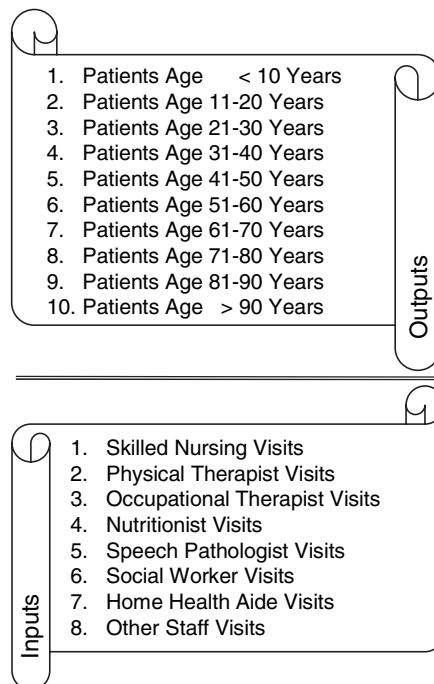 1. Patients Age < 10 Years
2. Patients Age 11-20 Years
3. Patients Age 21-30 Years
4. Patients Age 31-40 Years
5. Patients Age 41-50 Years
6. Patients Age 51-60 Years
7. Patients Age 61-70 Years
8. Patients Age 71-80 Years
9. Patients Age 81-90 Years
10. Patients Age > 90 Years
Outputs
1. Skilled Nursing Visits
2. Physical Therapist Visits
3. Occupational Therapist Visits
4. Nutritionist Visits
5. Speech Pathologist Visits
6. Social Worker Visits
7. Home Health Aide Visits
8. Other Staff Visits
Inputs